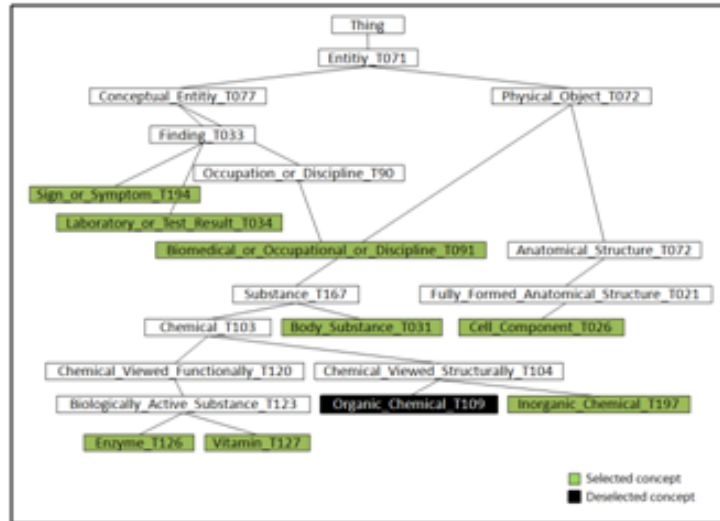 Thing
Entitiy_T071
Conceptual_Entitiy_T077
Physical_Object_T072
Finding_T033
Occupation_or_Discipline_T90
Sign_or_Symptom_T194
Laboratory_or_Test_Result_T034
Biomedical_or_Occupational_or_Discipline_T091
Anatomical_Structure_T072
Substance_T167
Fully_Formed_Anatomical_Structure_T021
Chemical_T103
Body_Substance_T031
Cell_Component_T026
Chemical_Viewed_Functionally_T120
Chemical_Viewed_Structurally_T104
Biologically_Active_Substance_T123
Organic_Chemical_T109
Inorganic_Chemical_T197
Enzyme_T126
Vitamin_T127
Selected concept
Deselected concept